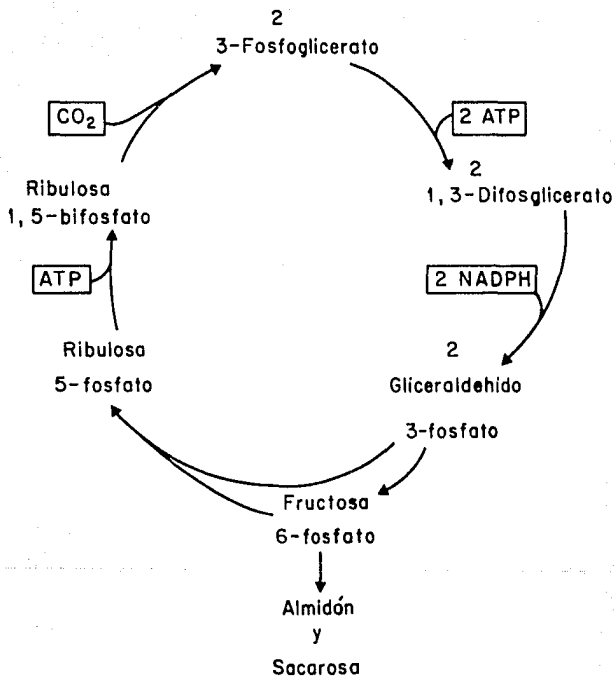 2
3-Fosfoglicerato
CO₂
2 ATP
2
1,3-Difosglicerato
Ribulosa
1,5-bifosfato
ATP
2 NADPH
Ribulosa
5-fosfato
2
Gliceraldehido
3-fosfato
Fructosa
6-fosfato
Almidón
y
Sacarosa